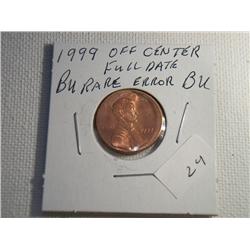 1999 OFF CENTER
FULL DATE
BU RARE ERROR BU
24